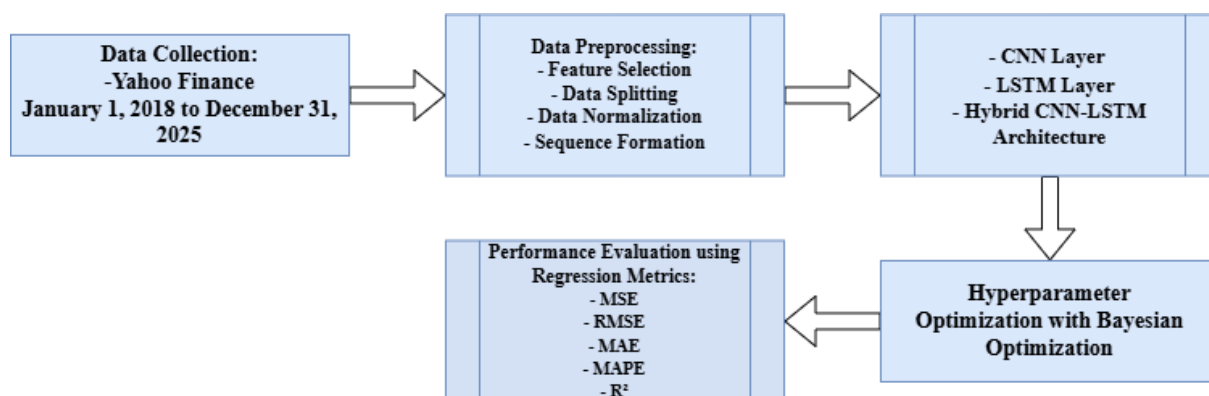 Data Collection:
-Yahoo Finance
January 1, 2018 to December 31,
2025
Data Preprocessing:
- Feature Selection
- Data Splitting
- Data Normalization
- Sequence Formation
- CNN Layer
- LSTM Layer
- Hybrid CNN-LSTM
Architecture
Hyperparameter
Optimization with Bayesian
Optimization
Performance Evaluation using
Regression Metrics:
- MSE
- RMSE
- MAE
- MAPE
- R²